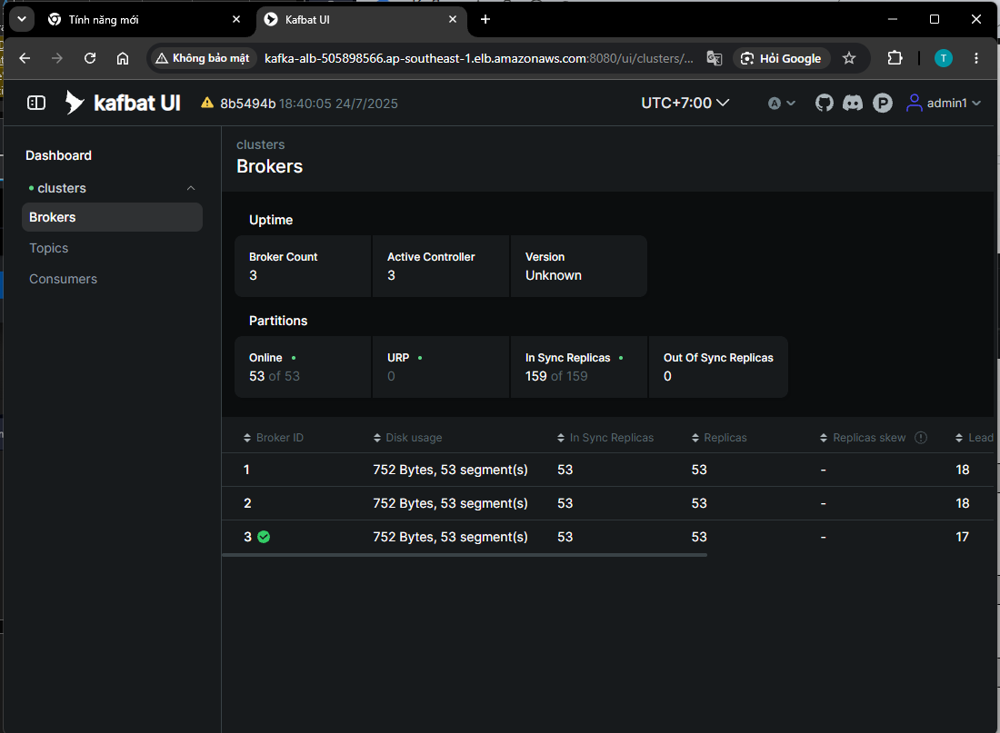 Tính năng mới
Kafbat UI
Không bảo mật
kafka-alb-505898566.ap-southeast-1.elb.amazonaws.com:8080/ui/clusters/...
Hỏi Google
T
kafbat UI
8b5494b 18:40:05 24/7/2025
UTC+7:00
A
P
admin1
Dashboard
clusters
Brokers
Topics
Consumers
clusters
Brokers
Uptime
Broker Count Active Controller Version
3 3 Unknown
Partitions
Online URP In Sync Replicas Out Of Sync Replicas
53 of 53 0 159 of 159 0
Broker ID Disk usage In Sync Replicas Replicas Replicas skew Lead
1 752 Bytes, 53 segment(s) 53 53 - 18
2 752 Bytes, 53 segment(s) 53 53 - 18
3 752 Bytes, 53 segment(s) 53 53 - 17